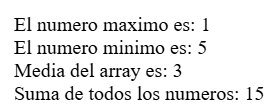 El numero maximo es: 1
El numero minimo es: 5
Media del array es: 3
Suma de todos los numeros: 15